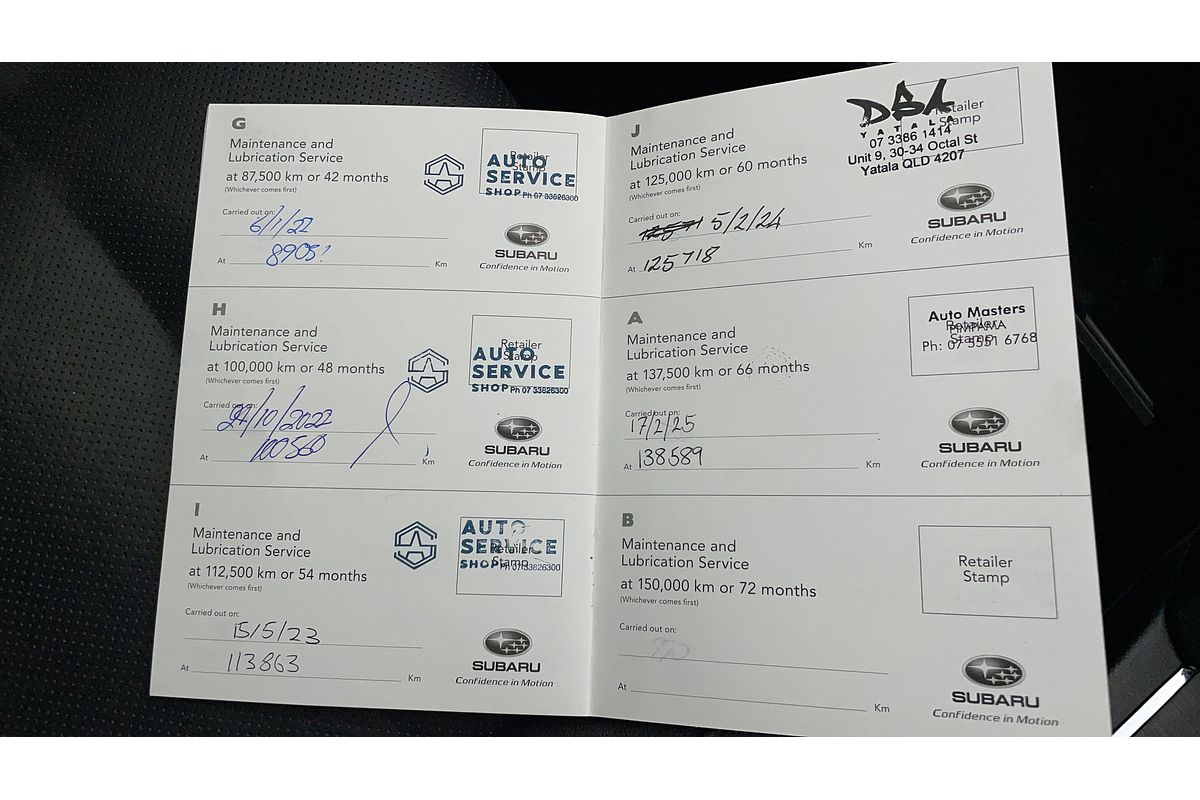 G
Maintenance and
Lubrication Service
at 87,500 km or 42 months
(Whichever comes first)
Retailer
Stamp
AUTO
SERVICE
SHOP Ph 07 33826300
Carried out on:
6/1/22
At
Km
SUBARU
Confidence in Motion
H
Maintenance and
Lubrication Service
at 100,000 km or 48 months
(Whichever comes first)
Retailer
Stamp
AUTO
SERVICE
SHOP Ph 07 33826300
Carried out on:
/10/2022
At 100560 Km
SUBARU
Confidence in Motion
I
Maintenance and
Lubrication Service
at 112,500 km or 54 months
(Whichever comes first)
Retailer
Stamp
AUTO
SERVICE
SHOP Ph 07 33826300
Carried out on:
15/5/23
At 113863 Km
SUBARU
Confidence in Motion
J
Maintenance and
Lubrication Service
at 125,000 km or 60 months
(Whichever comes first)
Retailer
Stamp
DBA
YATALA
07 3386 1414
Unit 9, 30-34 Octal St
Yatala QLD 4207
Carried out on:
5/2/24
At 125718 Km
SUBARU
Confidence in Motion
A
Maintenance and
Lubrication Service
at 137,500 km or 66 months
(Whichever comes first)
Retailer
Stamp
Auto Masters
PIMPAMA
Ph: 07 5551 6768
Carried out on:
17/2/25
At 138589 Km
SUBARU
Confidence in Motion
B
Maintenance and
Lubrication Service
at 150,000 km or 72 months
(Whichever comes first)
Retailer
Stamp
Carried out on:
At Km
SUBARU
Confidence in Motion